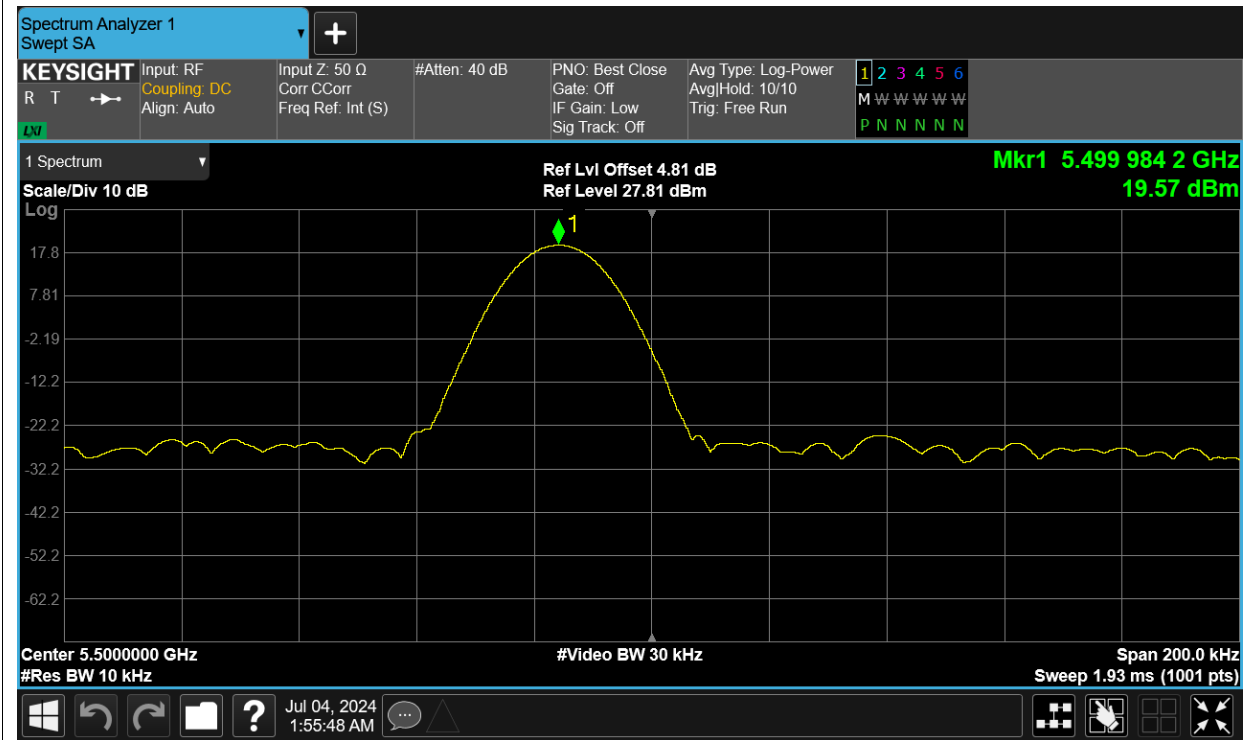 Spectrum Analyzer 1
Swept SA
KEYSIGHT
R T
LXI
Input: RF
Coupling: DC
Align: Auto
Input Z: 50 Ω
Corr CCorr
Freq Ref: Int (S)
#Atten: 40 dB
PNO: Best Close
Gate: Off
IF Gain: Low
Sig Track: Off
Avg Type: Log-Power
Avg|Hold: 10/10
Trig: Free Run
1 2 3 4 5 6
M W W W W W
P N N N N N
1 Spectrum
Scale/Div 10 dB
Log
Ref Lvl Offset 4.81 dB
Ref Level 27.81 dBm
Mkr1 5.499 984 2 GHz
19.57 dBm
1
17.8
7.81
-2.19
-12.2
-22.2
-32.2
-42.2
-52.2
-62.2
Center 5.5000000 GHz
#Res BW 10 kHz
#Video BW 30 kHz
Span 200.0 kHz
Sweep 1.93 ms (1001 pts)
?
Jul 04, 2024
1:55:48 AM